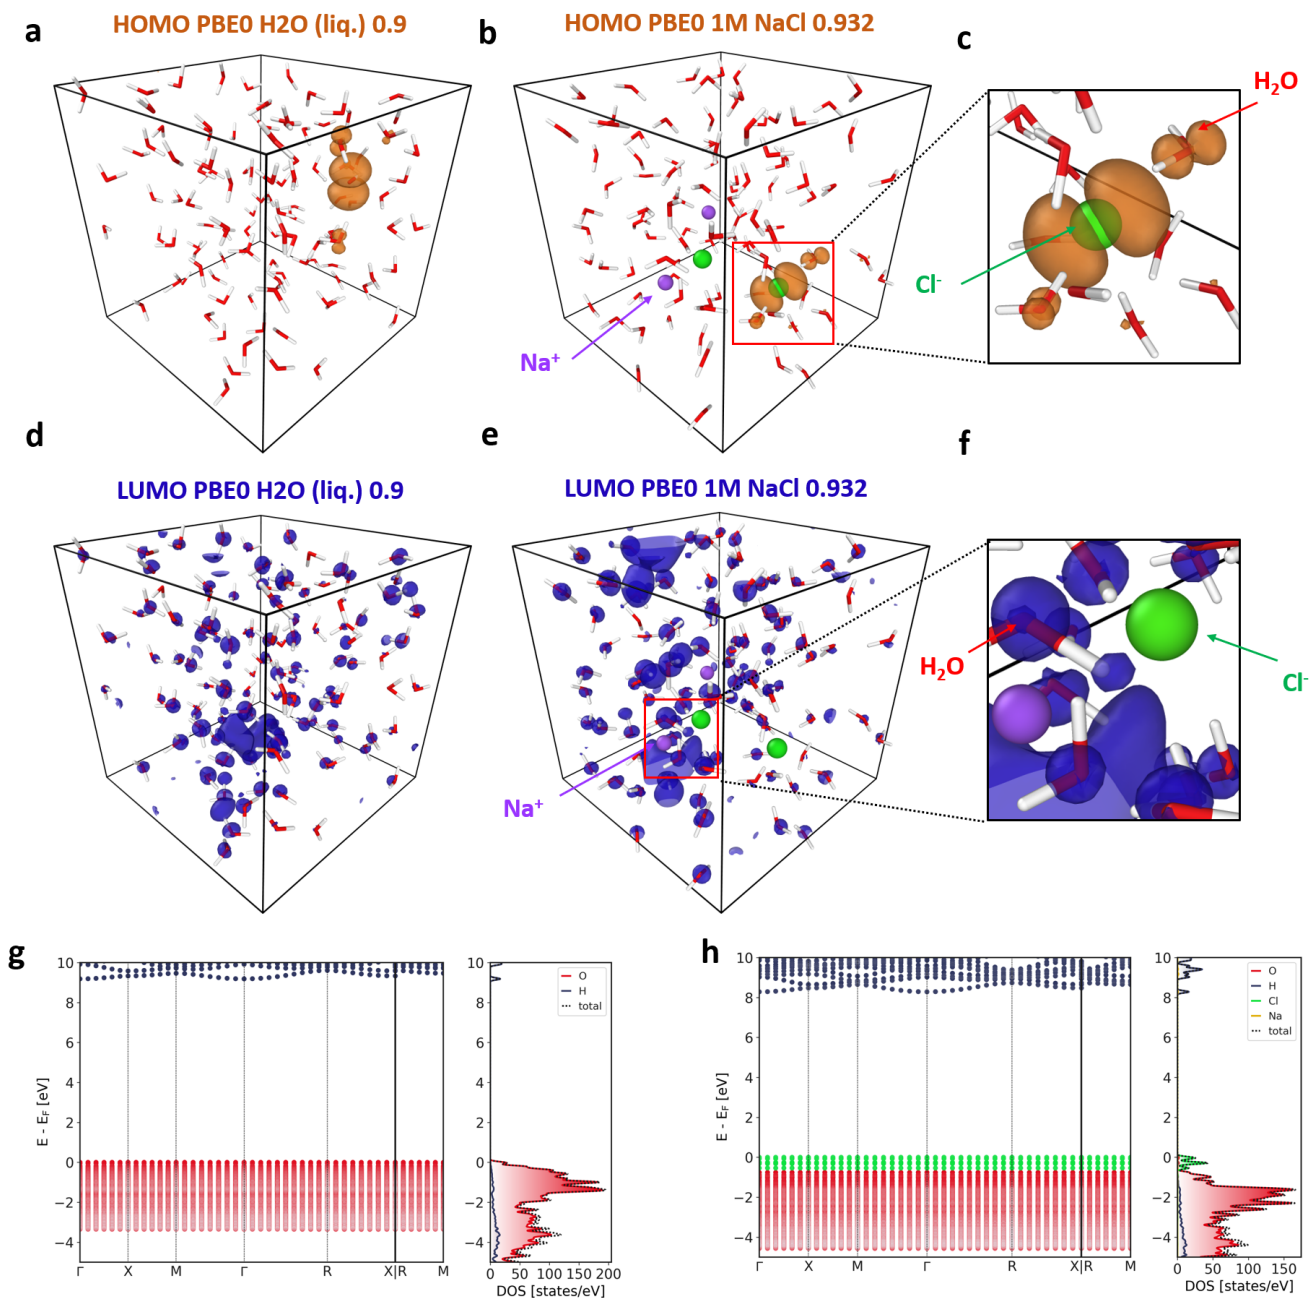 a
HOMO PBE0 H2O (liq.) 0.9
b
HOMO PBE0 1M NaCl 0.932
c
H₂O
Cl⁻
Na⁺
d
LUMO PBE0 H2O (liq.) 0.9
e
LUMO PBE0 1M NaCl 0.932
f
H₂O
Cl⁻
Na⁺
g
E - E_F [eV]
10
8
6
4
2
0
−2
−4
Γ X M Γ R X|R M
10
8
6
4
2
0
−2
−4
O
H
total
0 50 100 150 200
DOS [states/eV]
h
E - E_F [eV]
10
8
6
4
2
0
−2
−4
Γ X M Γ R X|R M
10
8
6
4
2
0
−2
−4
O
H
Cl
Na
total
0 50 100 150
DOS [states/eV]